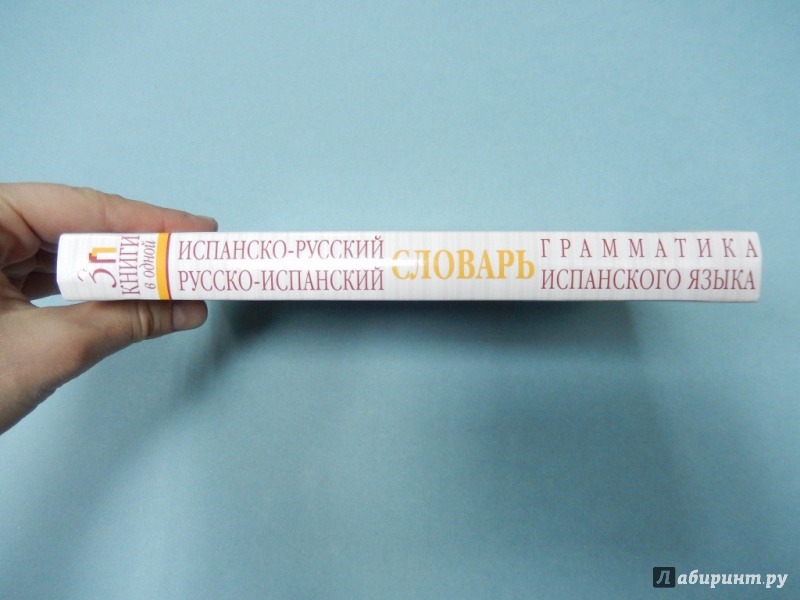 3
КНИГИ
в одной
ИСПАНСКО-РУССКИЙ
РУССКО-ИСПАНСКИЙ
СЛОВАРЬ
ГРАММАТИКА
ИСПАНСКОГО ЯЗЫКА
Лабиринт.ру